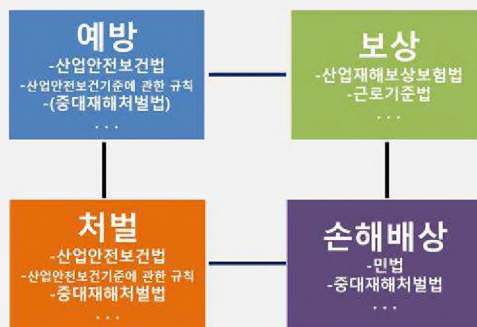 예방
-산업안전보건법
-산업안전보건기준에 관한 규칙
-(중대재해처벌법)
...
보상
-산업재해보상보험법
-근로기준법
...
처벌
-산업안전보건법
-산업안전보건기준에 관한 규칙
-중대재해처벌법
...
손해배상
-민법
-중대재해처벌법
...